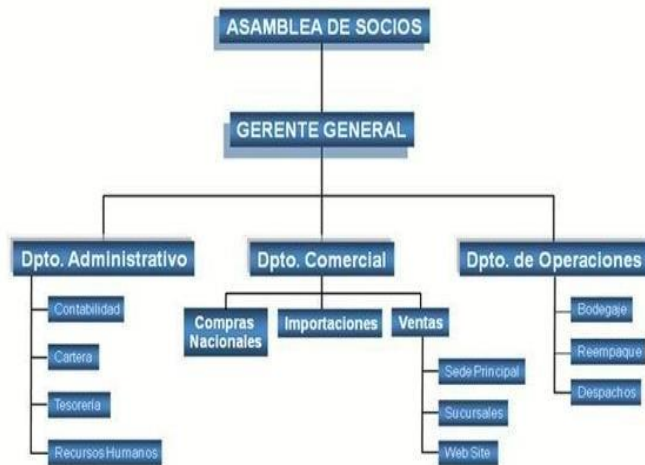 ASAMBLEA DE SOCIOS
GERENTE GENERAL
Dpto. Administrativo
Contabilidad
Cartera
Tesorería
Recursos Humanos
Dpto. Comercial
Compras
Nacionales
Importaciones
Ventas
Sede Principal
Sucursales
Web Site
Dpto. de Operaciones
Bodegaje
Reempaque
Despachos